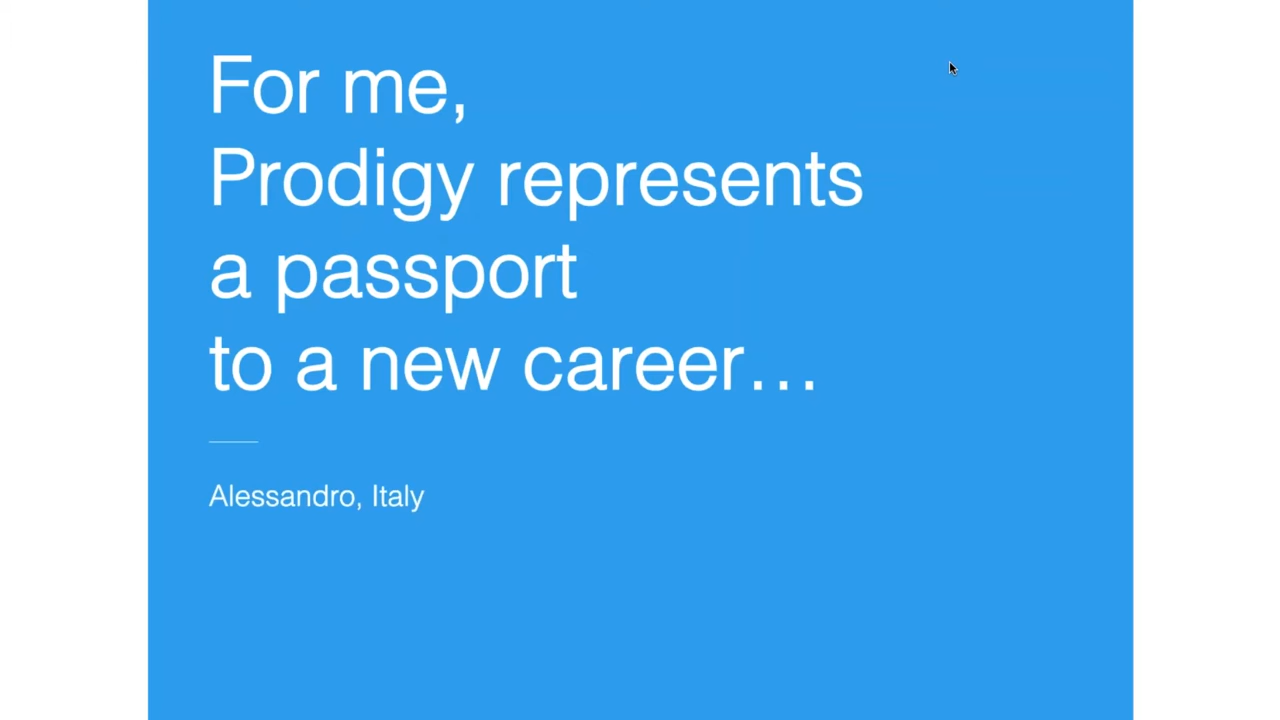 For me,
Prodigy represents
a passport
to a new career…
Alessandro, Italy